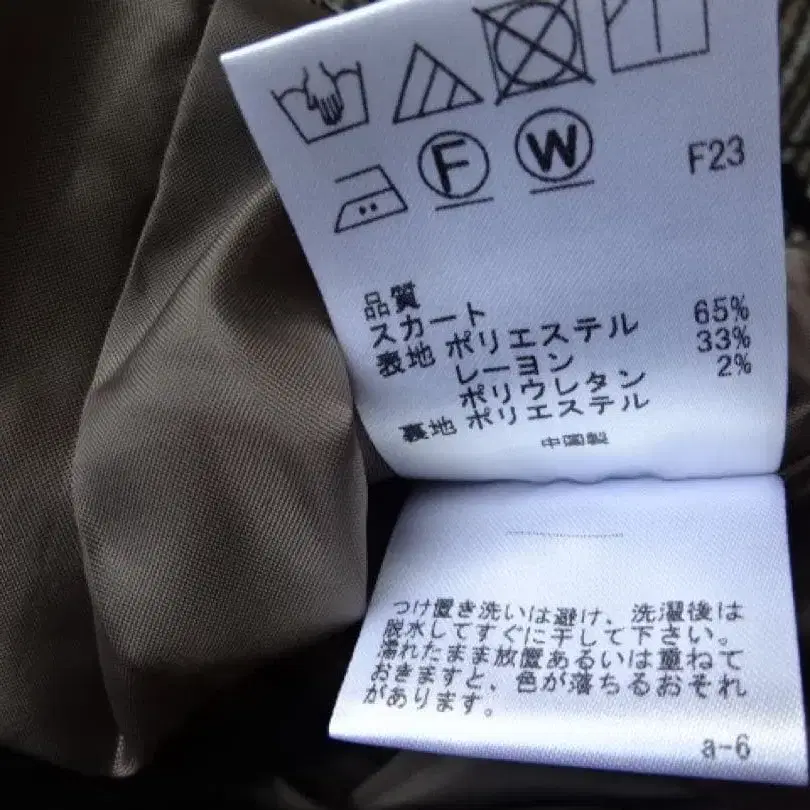 F W F23
品質
スカート
表地 ポリエステル 65%
レーヨン 33%
ポリウレタン 2%
裏地 ポリエステル
中国製
つけ置き洗いは避け、洗濯後は
脱水してすぐに干して下さい。
濡れたまま放置あるいは重ねて
おきますと、色が落ちるおそれ
があります。
a-6